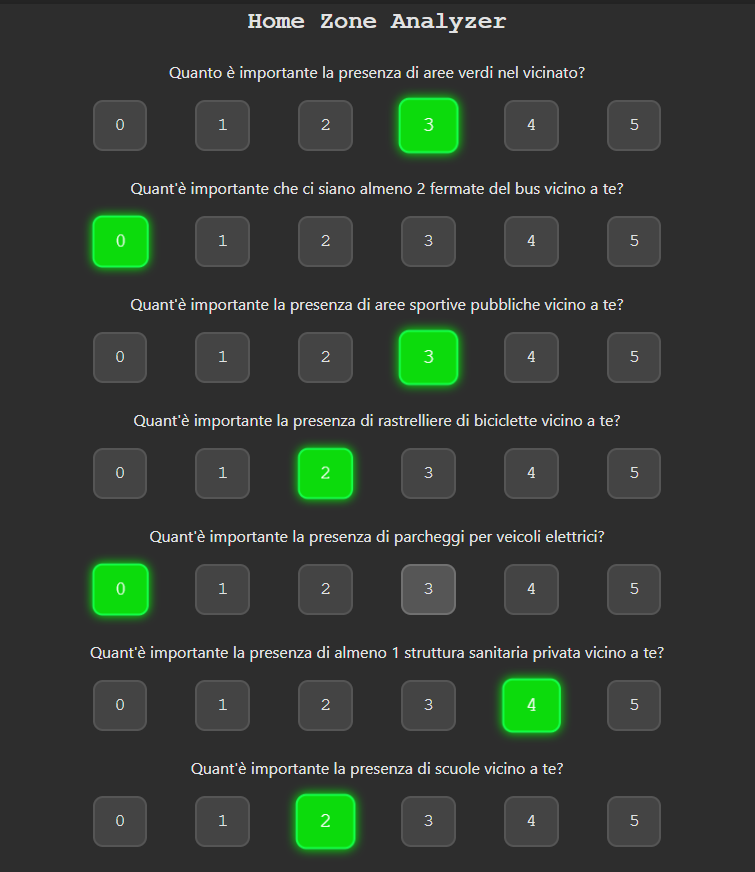 Home Zone Analyzer
Quanto è importante la presenza di aree verdi nel vicinato?
0 1 2 3 4 5
Quant'è importante che ci siano almeno 2 fermate del bus vicino a te?
0 1 2 3 4 5
Quant'è importante la presenza di aree sportive pubbliche vicino a te?
0 1 2 3 4 5
Quant'è importante la presenza di rastrelliere di biciclette vicino a te?
0 1 2 3 4 5
Quant'è importante la presenza di parcheggi per veicoli elettrici?
0 1 2 3 4 5
Quant'è importante la presenza di almeno 1 struttura sanitaria privata vicino a te?
0 1 2 3 4 5
Quant'è importante la presenza di scuole vicino a te?
0 1 2 3 4 5